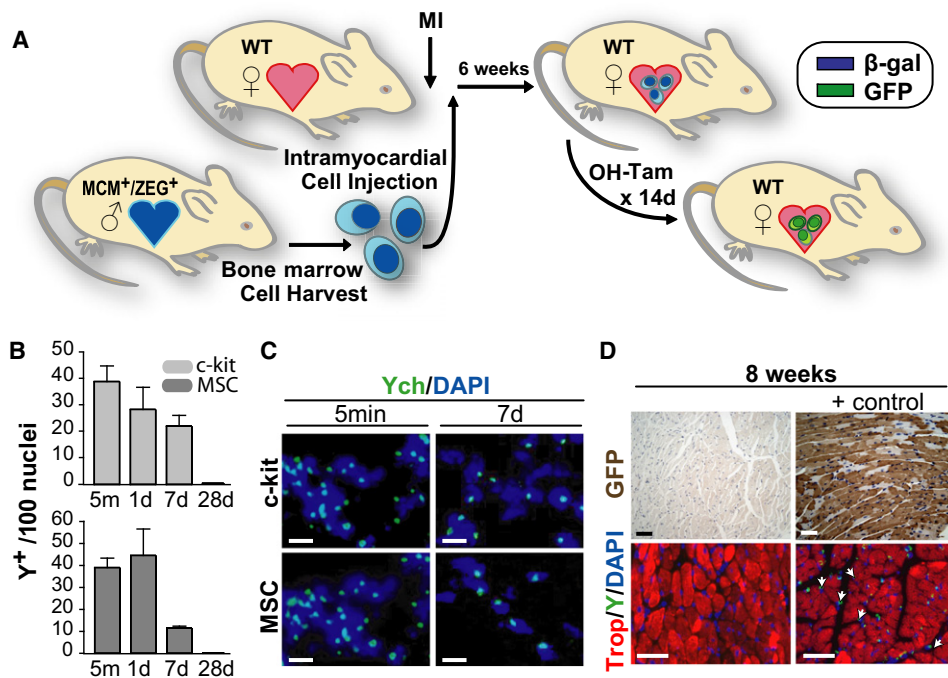 A
WT
♀
MI
6 weeks
WT
♀
β-gal
GFP
MCM⁺/ZEG⁺
♂
Intramyocardial
Cell Injection
Bone marrow
Cell Harvest
OH-Tam
x 14d
WT
♀
B
c-kit
MSC
Y⁺ /100 nuclei
50
40
30
20
10
0
5m 1d 7d 28d
60
50
40
30
20
10
0
5m 1d 7d 28d
C
Ych/DAPI
5min 7d
c-kit
MSC
D
8 weeks
+ control
GFP
Trop/Y/DAPI